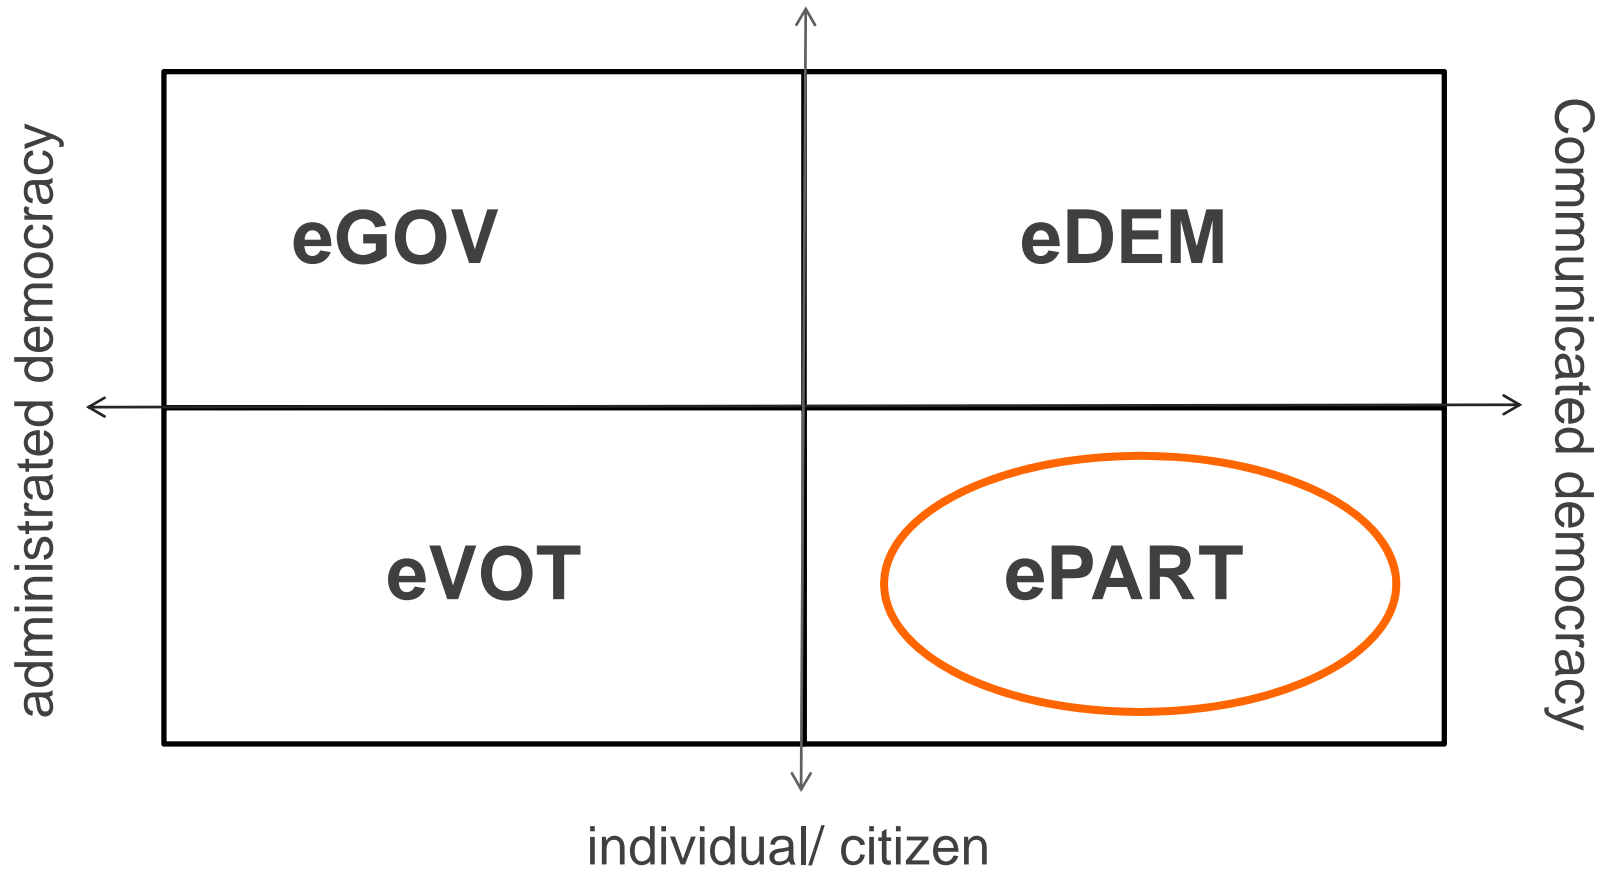 administrated democracy
eGOV
eDEM
Communicated democracy
eVOT
ePART
individual/ citizen